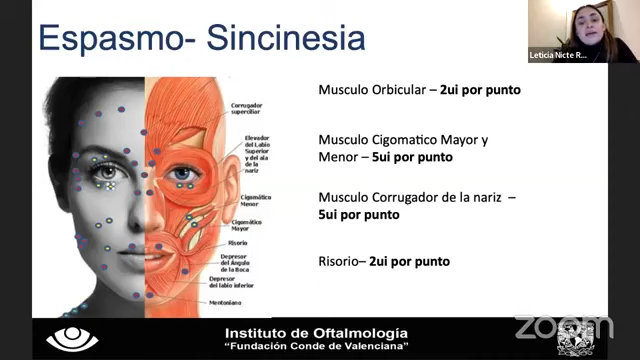 Espasmo- Sincinesia
Leticia Nicte R...
Corrugador
superciliar
Elevador
del Labio
Superior
y del ala
de la
nariz
Cigomático
Menor
Cigomático
Mayor
Risorio
Depresor
del Ángulo
de la Boca
Depresor
del labio inferior
Mentoniano
Musculo Orbicular – 2ui por punto
Musculo Cigomatico Mayor y
Menor – 5ui por punto
Musculo Corrugador de la nariz –
5ui por punto
Risorio– 2ui por punto
zoom
Instituto de Oftalmología
“Fundación Conde de Valenciana”